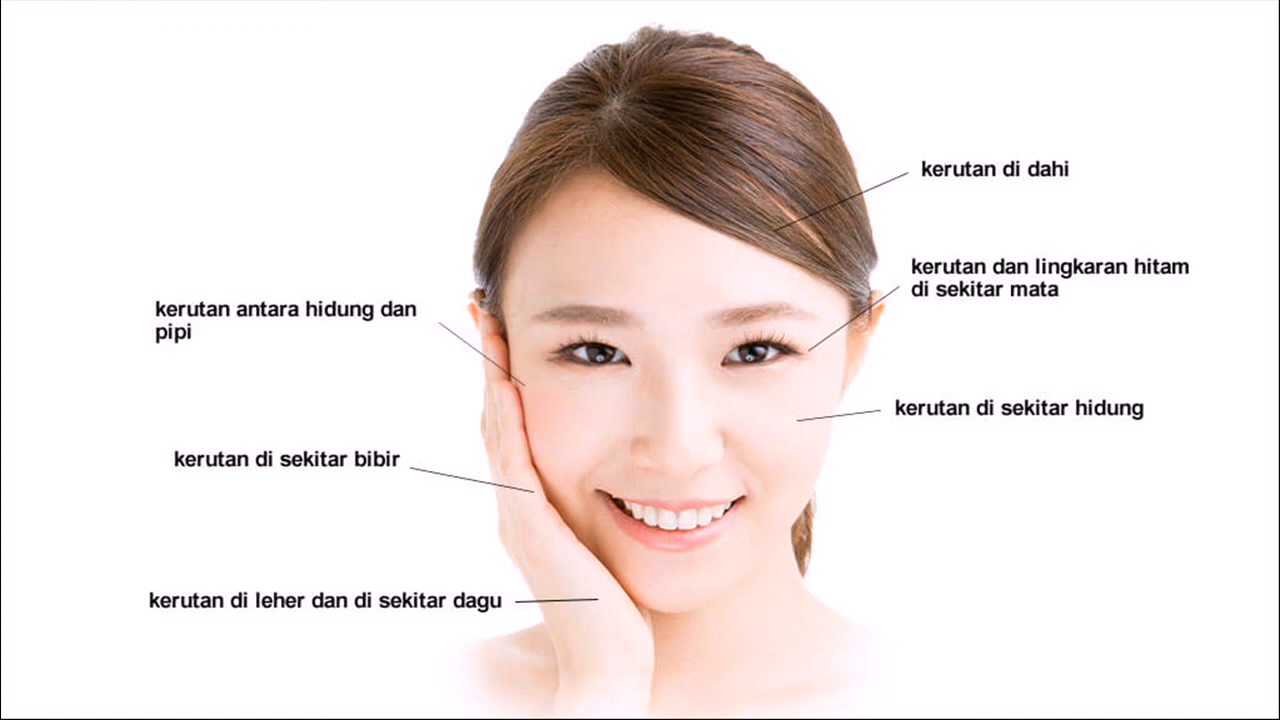 kerutan di dahi
kerutan dan lingkaran hitam
di sekitar mata
kerutan antara hidung dan
pipi
kerutan di sekitar hidung
kerutan di sekitar bibir
kerutan di leher dan di sekitar dagu